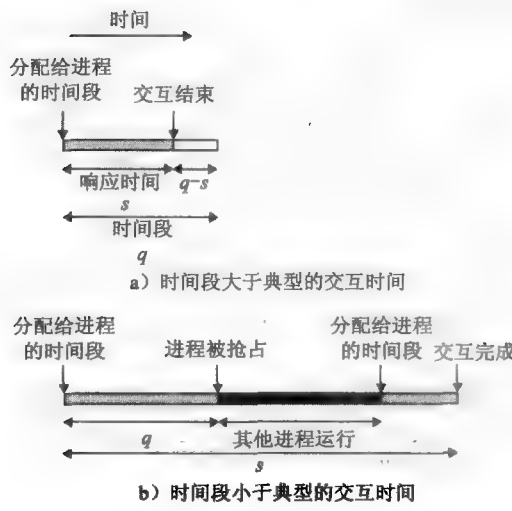 时间
分配给进程
的时间段
交互结束
响应时间
q-s
s
时间段
q
a）时间段大于典型的交互时间
分配给进程
的时间段
进程被抢占
分配给进程
的时间段
交互完成
q
其他进程运行
s
b）时间段小于典型的交互时间